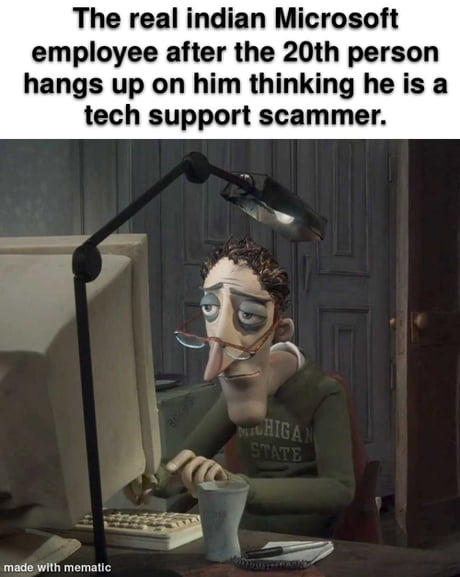 The real indian Microsoft
employee after the 20th person
hangs up on him thinking he is a
tech support scammer.
MICHIGAN
STATE
made with mematic